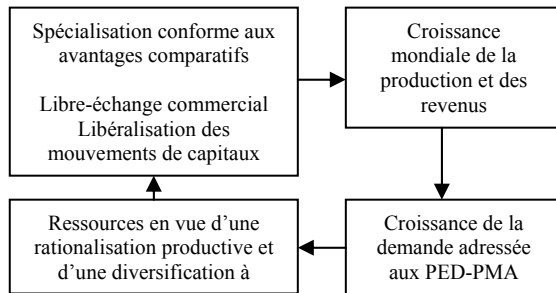 Spécialisation conforme aux
avantages comparatifs
Libre-échange commercial
Libéralisation des
mouvements de capitaux
Croissance
mondiale de la
production et des
revenus
Croissance de la
demande adressée
aux PED-PMA
Ressources en vue d’une
rationalisation productive et
d’une diversification à